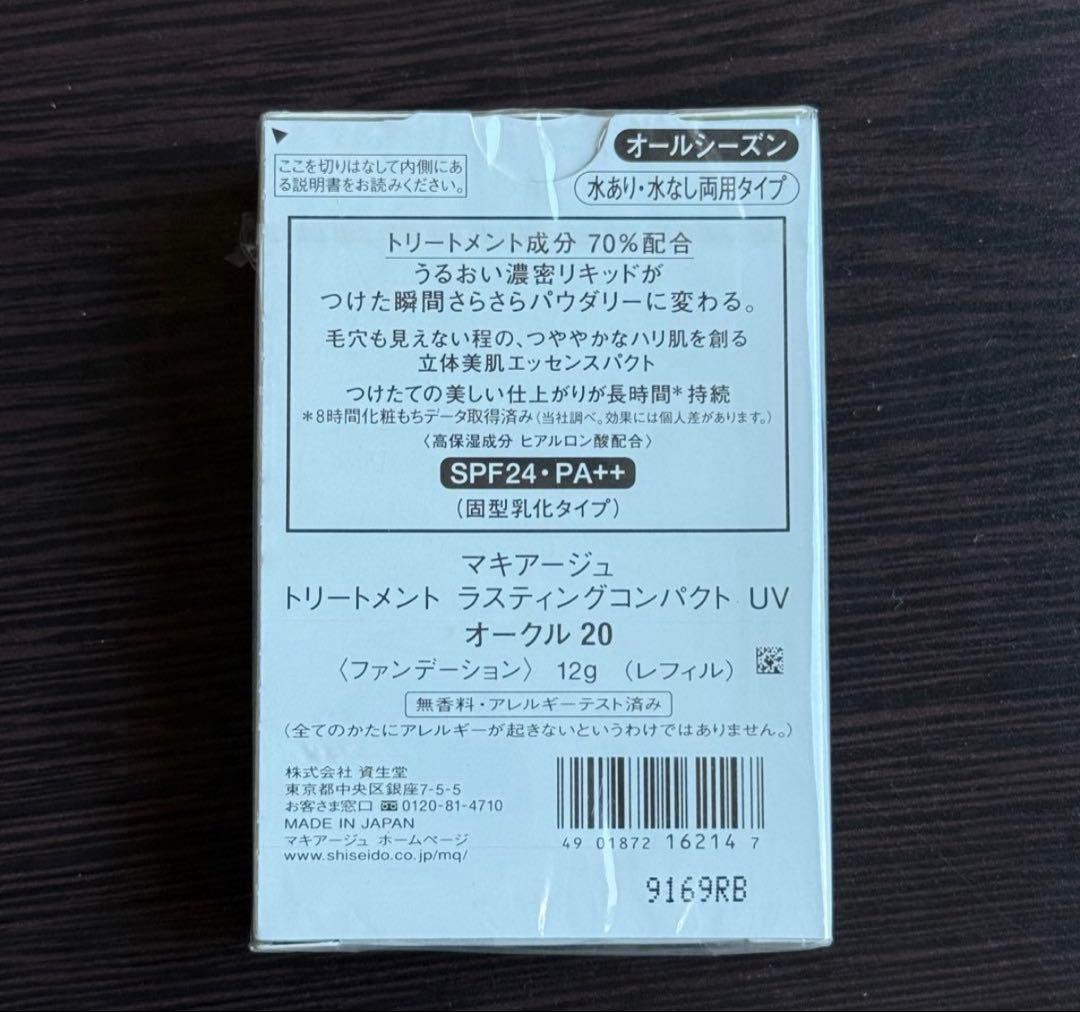 オールシーズン
ここを切りはなして内側にあ
る説明書をお読みください。
水あり・水なし両用タイプ
トリートメント成分 70%配合
うるおい濃密リキッドが
つけた瞬間さらさらパウダリーに変わる。
毛穴も見えない程の、つややかなハリ肌を創る
立体美肌エッセンスパクト
つけたての美しい仕上がりが長時間*持続
*8時間化粧もちデータ取得済み(当社調べ。効果には個人差があります。)
〈高保湿成分 ヒアルロン酸配合〉
SPF24・PA++
(固型乳化タイプ)
マキアージュ
トリートメント ラスティングコンパクト UV
オークル 20
〈ファンデーション〉 12g (レフィル)
無香料・アレルギーテスト済み
(全てのかたにアレルギーが起きないというわけではありません。)
株式会社 資生堂
東京都中央区銀座7-5-5
お客さま窓口 0120-81-4710
MADE IN JAPAN
マキアージュ ホームページ
www.shiseido.co.jp/mq/
49 01872 16214 7
9169RB